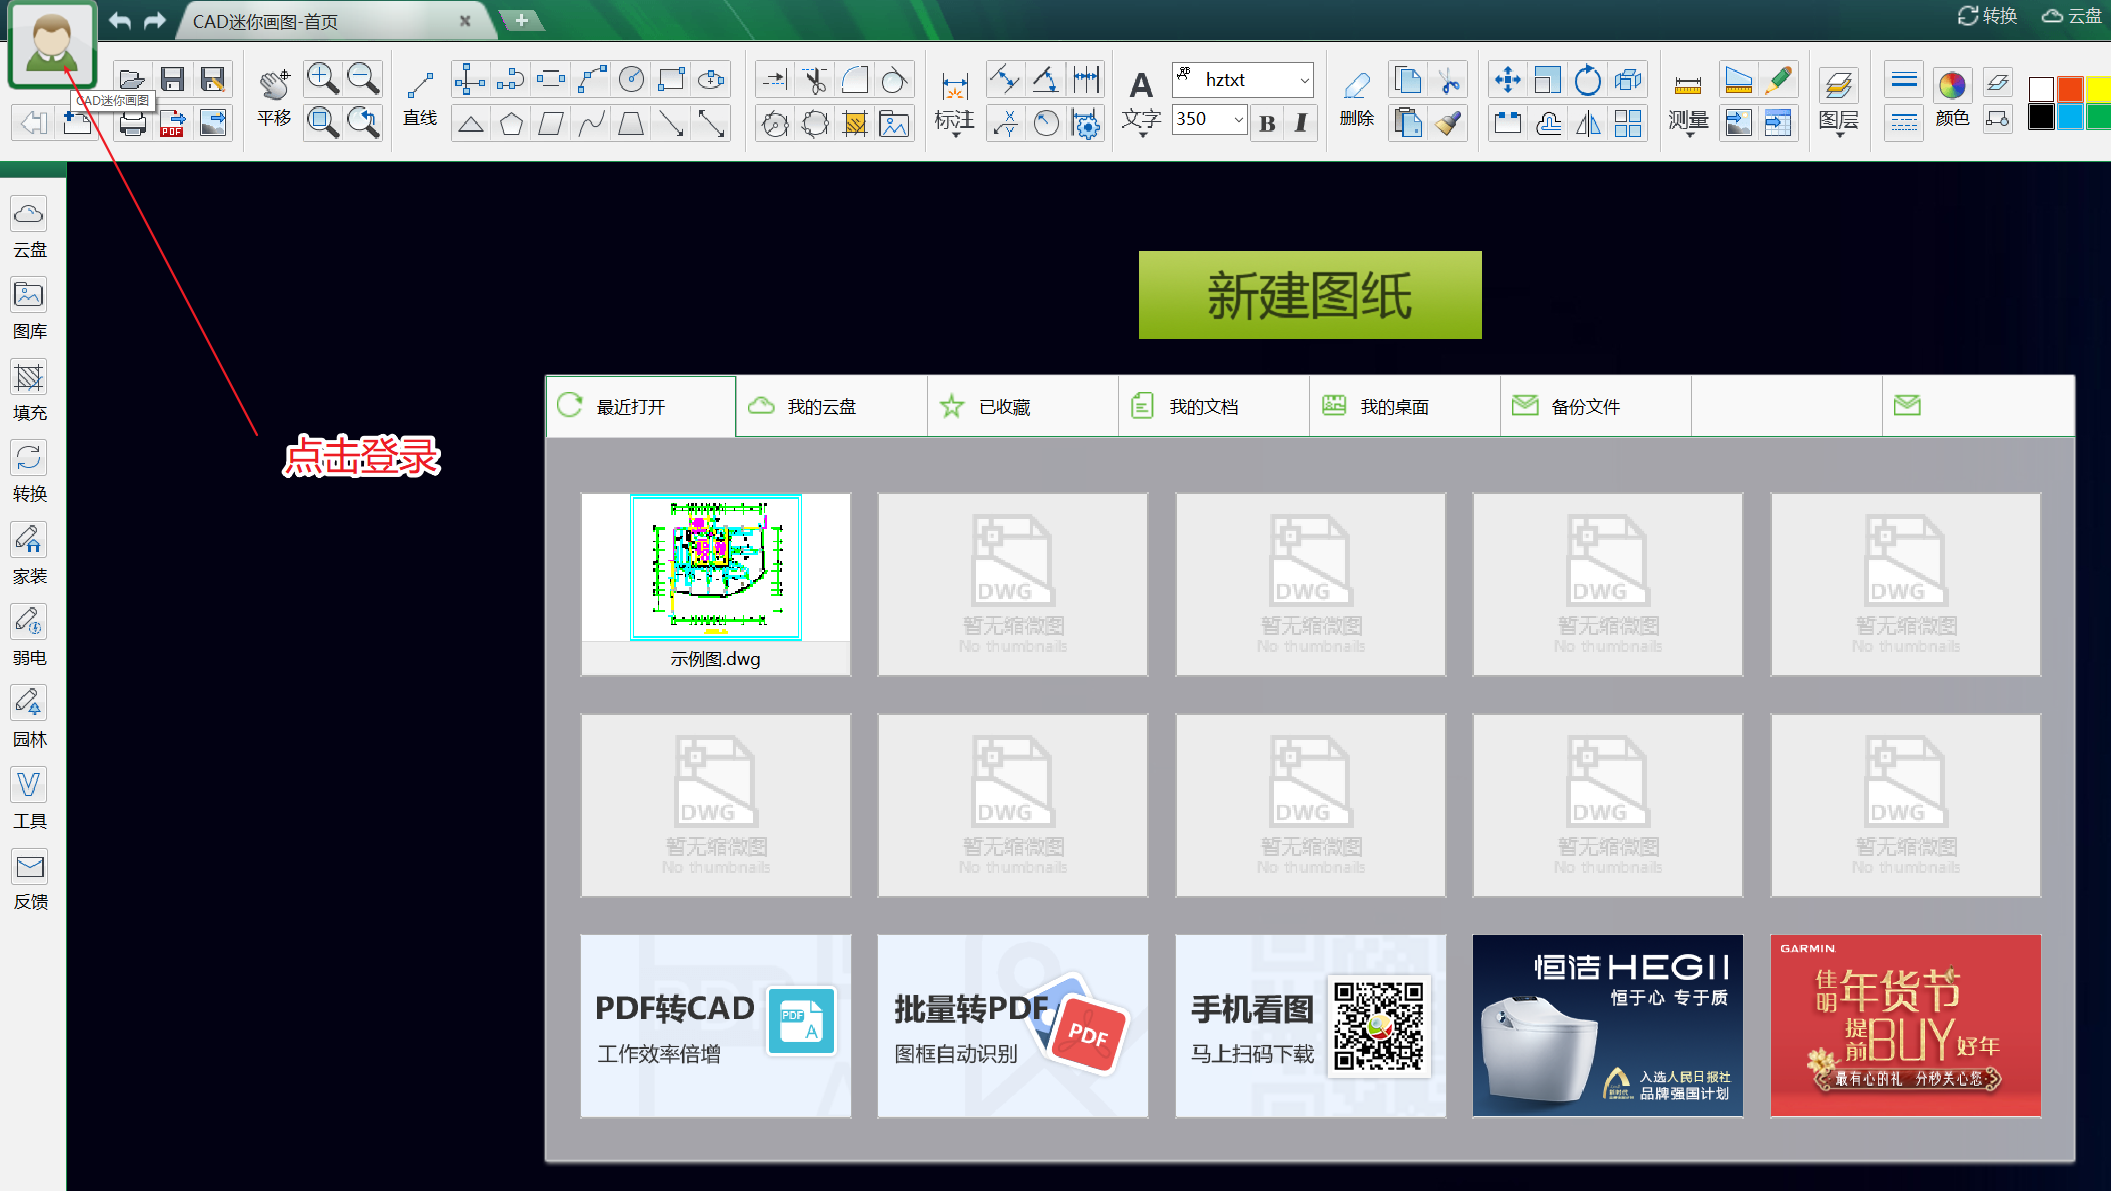 CAD迷你画图-首页
转换
云盘
CAD迷你画图
PDF
平移
直线
标注
A
文字
hztxt
350
B
I
删除
测量
图层
颜色
云盘
图库
填充
转换
家装
弱电
园林
工具
反馈
点击登录
新建图纸
最近打开
我的云盘
已收藏
我的文档
我的桌面
备份文件
示例图.dwg
DWG
暂无缩微图
No thumbnails
DWG
暂无缩微图
No thumbnails
DWG
暂无缩微图
No thumbnails
DWG
暂无缩微图
No thumbnails
DWG
暂无缩微图
No thumbnails
DWG
暂无缩微图
No thumbnails
DWG
暂无缩微图
No thumbnails
DWG
暂无缩微图
No thumbnails
DWG
暂无缩微图
No thumbnails
PDF转CAD
工作效率倍增
PDF
A
批量转PDF
图框自动识别
PDF
手机看图
马上扫码下载
恒洁HEGII
恒于心 专于质
入选人民日报社
品牌强国计划
GARMIN
佳明年货节
提前BUY好年
最有心的礼 分秒关心您